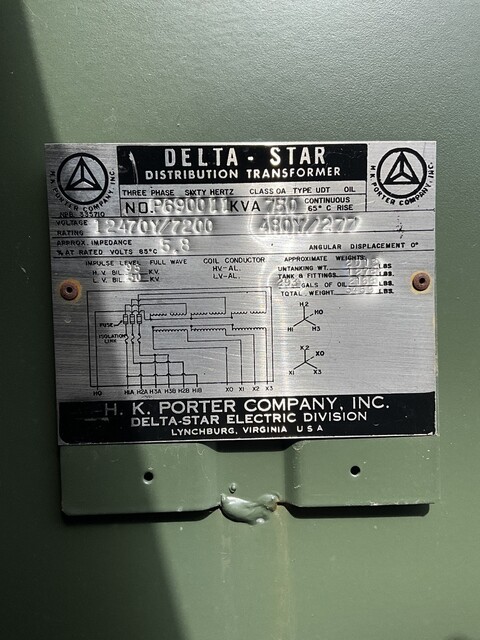 DELTA - STAR
DISTRIBUTION TRANSFORMER
H. K. PORTER COMPANY, INC.
H. K. PORTER COMPANY, INC.
THREE PHASE SIXTY HERTZ CLASS OA TYPE UDT OIL
NO. P690011 KVA 750 CONTINUOUS 65° C RISE
VOLTAGE RATING 12470Y/7200 480Y/277
APPROX. IMPEDANCE % AT RATED VOLTS 85°C 5.8 ANGULAR DISPLACEMENT 0°
IMPULSE LEVEL FULL WAVE COIL CONDUCTOR APPROXIMATE WEIGHTS
H.V. BIL KV. HV-AL. UNTANKING WT. LBS.
L.V. BIL KV. LV-AL. TANK & FITTINGS LBS.
GALS OF OIL LBS.
TOTAL WEIGHT LBS.
FUSE
ISOLATION LINK
H2
HO
H1 H3
X2
XO
X1 X3
HO H1A H2A H3A H3B H2B H1B XO X1 X2 X3
H. K. PORTER COMPANY, INC.
DELTA-STAR ELECTRIC DIVISION
LYNCHBURG, VIRGINIA U S A